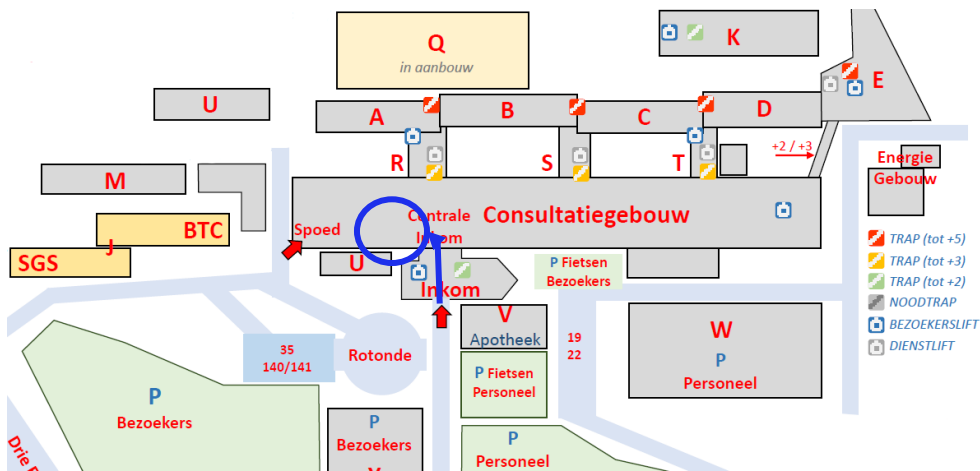 Q
in aanbouw
K
E
U
A
B
C
D
R
S
T
+2 / +3
Energie
Gebouw
M
Spoed
Centrale
Inkom
Consultatiegebouw
J
BTC
SGS
U
Inkom
P Fietsen
Bezoekers
TRAP (tot +5)
TRAP (tot +3)
TRAP (tot +2)
NOODTRAP
BEZOEKERSLIFT
DIENSTLIFT
V
Apotheek
19
22
W
P
Personeel
35
140/141
Rotonde
P Fietsen
Personeel
P
Bezoekers
P
Bezoekers
P
Personeel
Drie